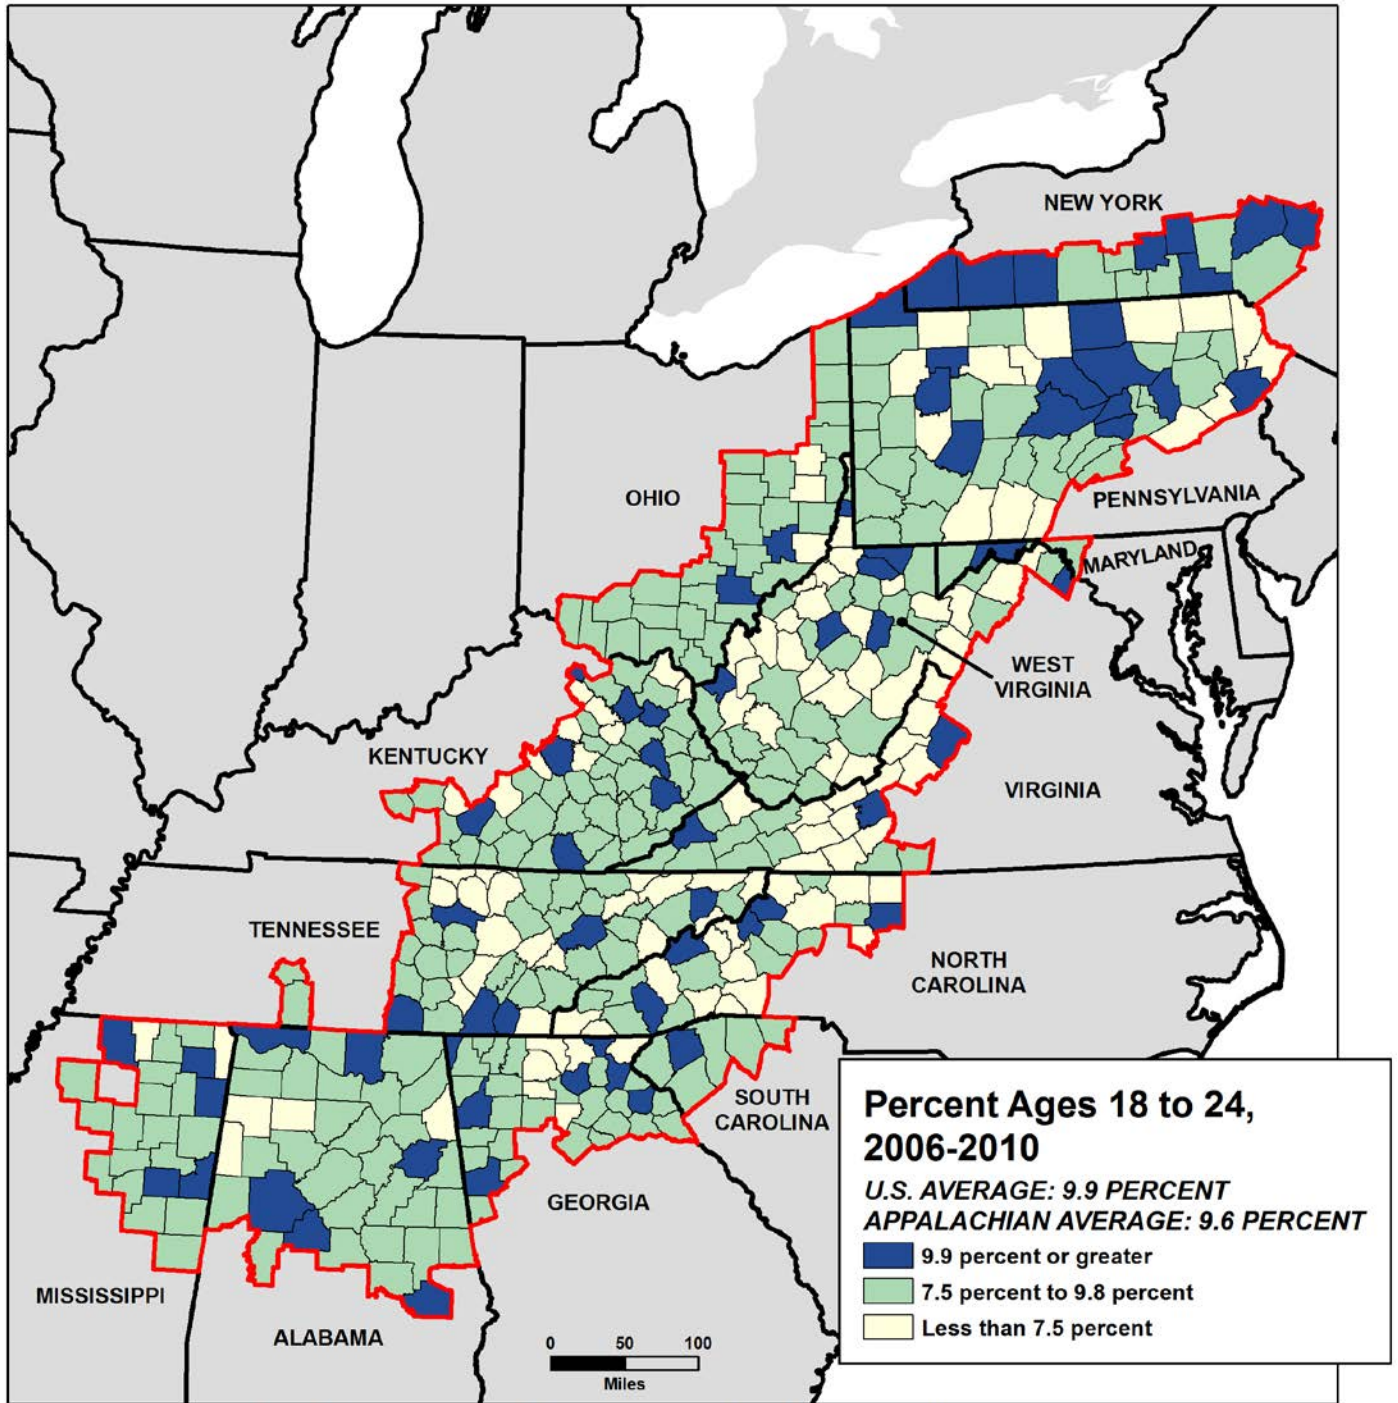 NEW YORK
OHIO
PENNSYLVANIA
MARYLAND
WEST
VIRGINIA
KENTUCKY
VIRGINIA
TENNESSEE
NORTH
CAROLINA
SOUTH
CAROLINA
GEORGIA
MISSISSIPPI
ALABAMA
0 50 100
Miles
Percent Ages 18 to 24,
2006-2010
U.S. AVERAGE: 9.9 PERCENT
APPALACHIAN AVERAGE: 9.6 PERCENT
9.9 percent or greater
7.5 percent to 9.8 percent
Less than 7.5 percent